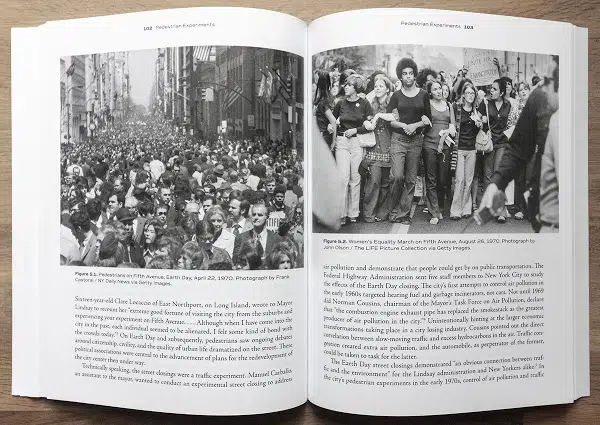 102 Pedestrian Experiments
Figure 5.1. Pedestrians on Fifth Avenue, Earth Day, April 22, 1970. Photograph by Frank
Castoral / NY Daily News via Getty Images.
Sixteen-year-old Clare Loesecie of East Northport, on Long Island, wrote to Mayor
Lindsay to recount her "extreme good fortune of visiting the city from the suburbs and
experiencing your experiment on Fifth Avenue. . . . Although when I have come into the
city in the past, each individual seemed to be alienated, I felt some kind of bond with
the crowds today." On Earth Day and subsequently, pedestrians saw ongoing debates
around citizenship, civility, and the quality of urban life dramatized on the street. These
political associations were central to the advancement of plans for the redevelopment of
the city center then under way.
Technically speaking, the street closings were a traffic experiment. Manuel Carballo,
an assistant to the mayor, wanted to conduct an experimental street closing to address
Pedestrian Experiments 103
Figure 5.2. Women's Equality March on Fifth Avenue, August 26, 1970. Photograph by
John Olson / The LIFE Picture Collection via Getty Images.
air pollution and demonstrate that people could get by on public transportation. The
Federal Highway Administration sent five staff members to New York City to study
the effects of the Earth Day closing. The city's first attempts to control air pollution in
the early 1960s targeted heating fuel and garbage incinerators, not cars. Not until 1969
did Norman Cousins, chairman of the Mayor's Task Force on Air Pollution, declare
that "the combustion engine exhaust pipe has replaced the smokestack as the greatest
producer of air pollution in the city." Unintentionally hinting at the larger economic
transformations taking place in a city losing industry, Cousins pointed out the direct
correlation between slow-moving traffic and excess hydrocarbons in the air. Traffic con-
gestion created extra air pollution, and the automobile, as perpetrator of the former,
could be taken to task for the latter.
The Earth Day street closings demonstrated "an obvious connection between traf-
fic and the environment" for the Lindsay administration and New Yorkers alike. In
the city's pedestrian experiments in the early 1970s, control of air pollution and traffic